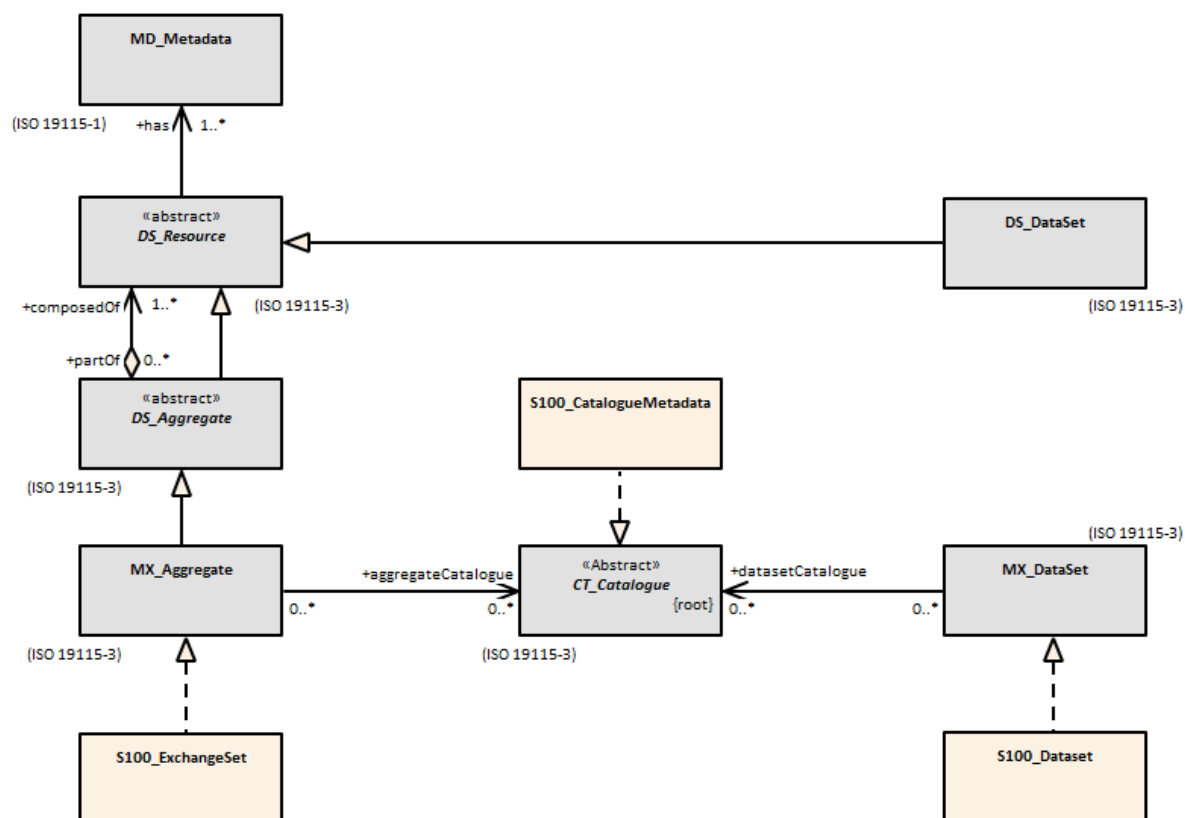 MD_Metadata
(ISO 19115-1)
+has
1..*
«abstract»
DS_Resource
DS_DataSet
+composedOf
1..*
(ISO 19115-3)
(ISO 19115-3)
+partOf
0..*
«abstract»
DS_Aggregate
S100_CatalogueMetadata
(ISO 19115-3)
(ISO 19115-3)
MX_Aggregate
+aggregateCatalogue
0..*
0..*
«Abstract»
CT_Catalogue
{root}
+datasetCatalogue
0..*
0..*
MX_DataSet
(ISO 19115-3)
(ISO 19115-3)
S100_ExchangeSet
S100_Dataset